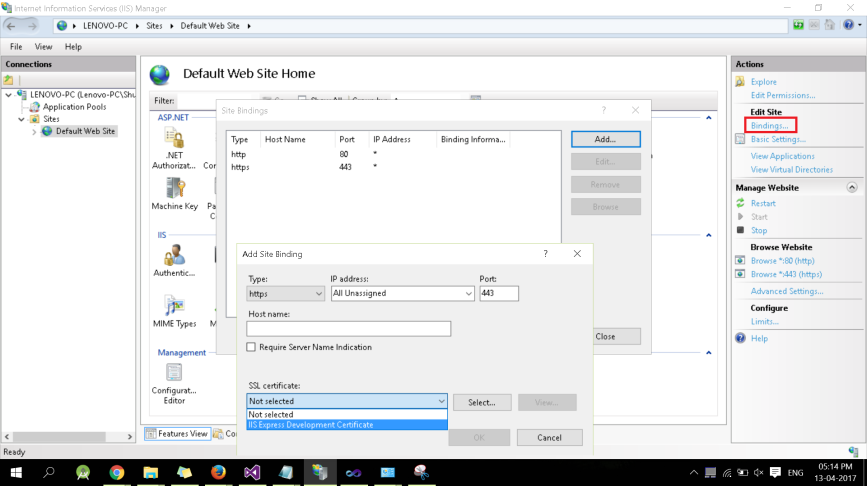 Internet Information Services (IIS) Manager
LENOVO-PC
Sites
Default Web Site
File View Help
Connections
LENOVO-PC (Lenovo-PC\Shu
Application Pools
Sites
Default Web Site
Default Web Site Home
Filter:
ASP.NET
.NET
Authorizat...
Machine Key
IIS
Authentic...
MIME Types
Management
Configurat...
Editor
Features View
Site Bindings
?
Type Host Name Port IP Address Binding Informa...
http 80 *
https 443 *
Add...
Edit...
Remove
Browse
Close
Add Site Binding
?
Type: IP address: Port:
https All Unassigned 443
Host name:
Require Server Name Indication
SSL certificate:
Not selected
Select... View...
Not selected
IIS Express Development Certificate
OK Cancel
Actions
Explore
Edit Permissions...
Edit Site
Bindings...
Basic Settings...
View Applications
View Virtual Directories
Manage Website
Restart
Start
Stop
Browse Website
Browse *:80 (http)
Browse *:443 (https)
Advanced Settings...
Configure
Limits...
Help
Ready
ENG
05:14 PM
13-04-2017